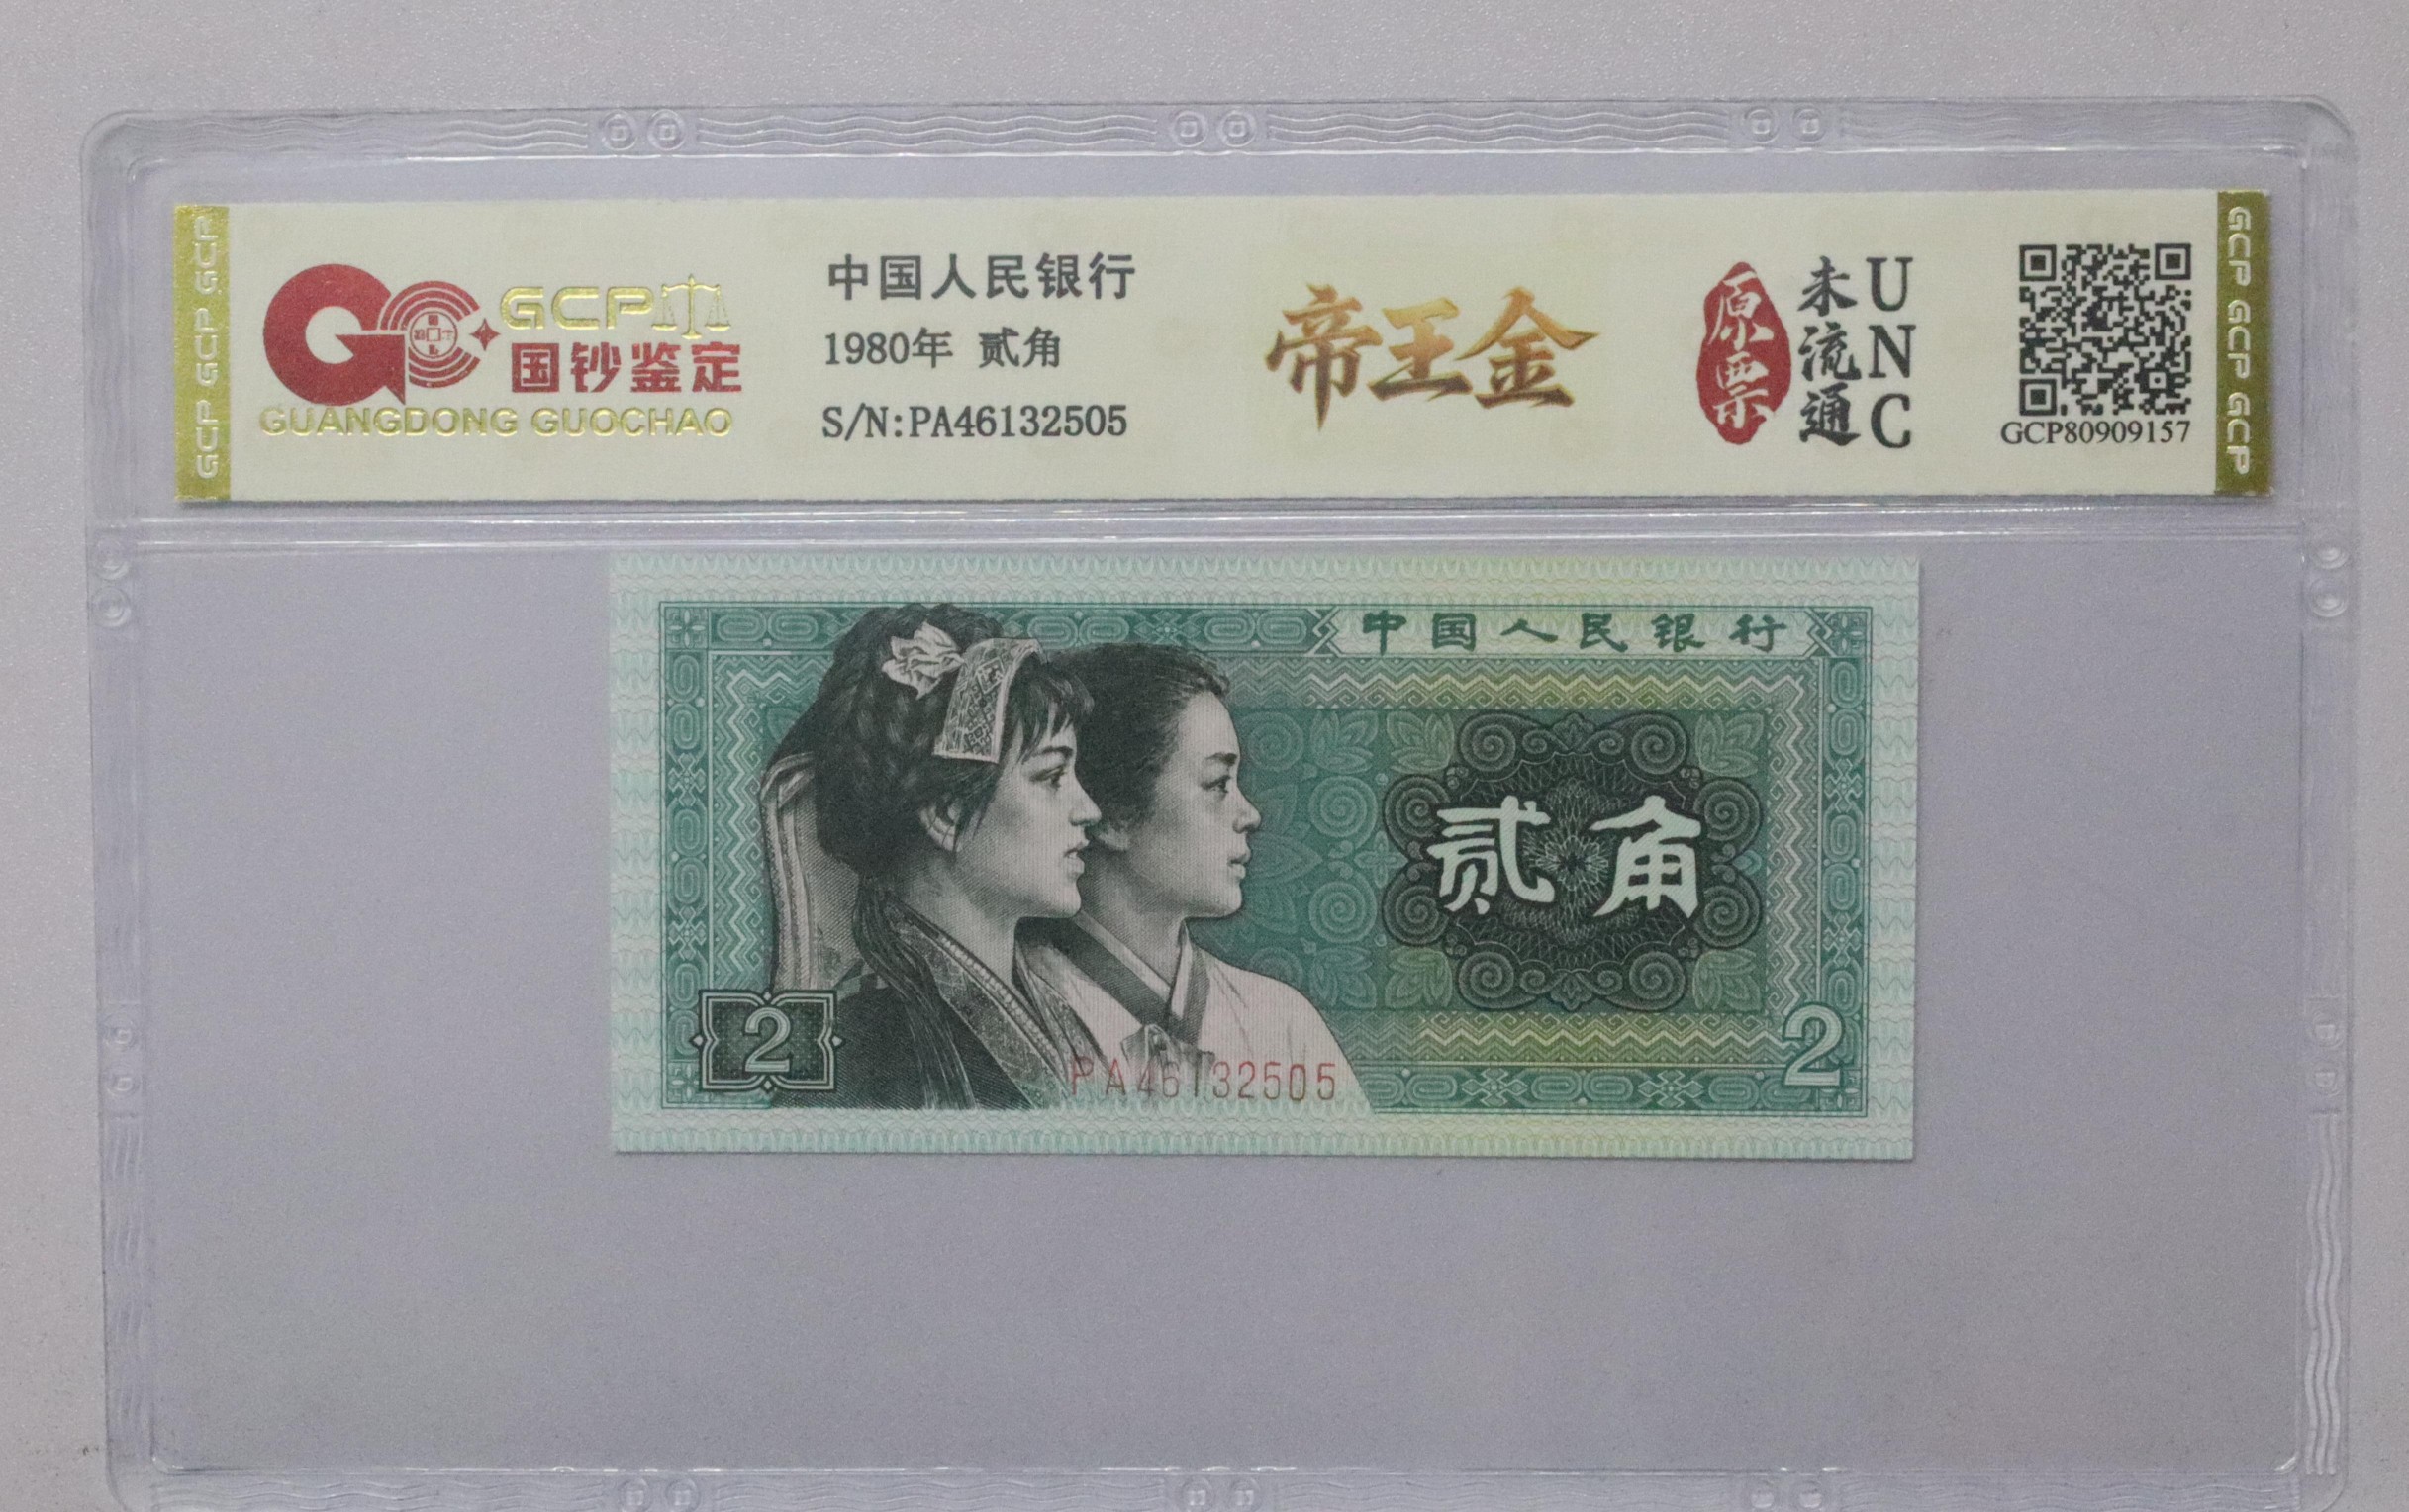 GCP
国钞鉴定
GUANGDONG GUOCHAO
中国人民银行
1980年 贰角
S/N:PA46132505
帝王金
原票
未流通
UNC
GCP80909157
GCP GCP GCP
GCP GCP GCP GCP
中国人民银行
贰角
2
2
PA46132505